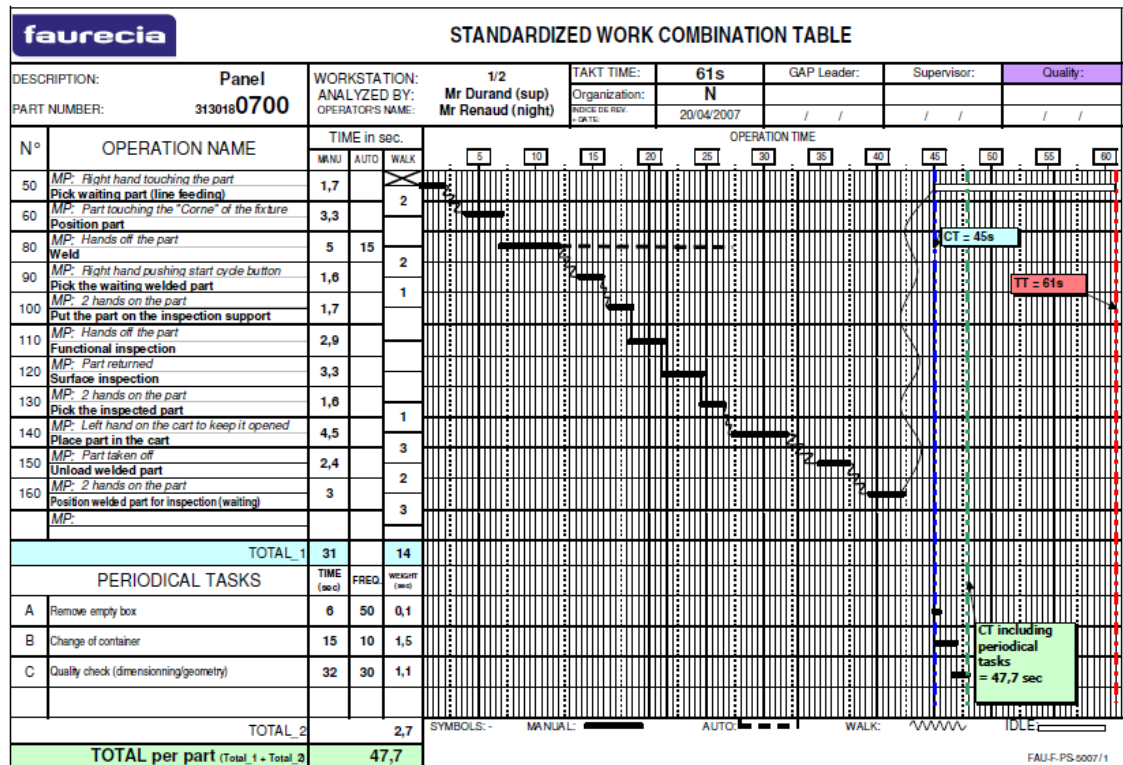 faurecia
STANDARDIZED WORK COMBINATION TABLE
DESCRIPTION: Panel
PART NUMBER: 3130180700
WORKSTATION: 1/2
ANALYZED BY: Mr Durand (sup)
OPERATOR'S NAME: Mr Renaud (night)
TAKT TIME: 61s GAP Leader: Supervisor: Quality:
Organization: N
INDICE DE REV. + DATE: 20/04/2007 / / / / / /
N° OPERATION NAME TIME in sec. OPERATION TIME
MANU AUTO WALK 5 10 15 20 25 30 35 40 45 50 55 60
50 MP: Right hand touching the part
Pick waiting part (line feeding) 1,7
2
60 MP: Part touching the "Corne" of the fixture
Position part 3,3
80 MP: Hands off the part
Weld 5 15
CT = 45s
2
90 MP: Right hand pushing start cycle button
Pick the waiting welded part 1,6
TT = 61s
1
100 MP: 2 hands on the part
Put the part on the inspection support 1,7
110 MP: Hands off the part
Functional inspection 2,9
120 MP: Part returned
Surface inspection 3,3
130 MP: 2 hands on the part
Pick the inspected part 1,6
1
140 MP: Left hand on the cart to keep it opened
Place part in the cart 4,5
3
150 MP: Part taken off
Unload welded part 2,4
2
160 MP: 2 hands on the part
Position welded part for inspection (waiting) 3
3
MP:
TOTAL_1 31 14
PERIODICAL TASKS TIME (sec) FREQ. WEIGHT (sec)
A Remove empty box 6 50 0,1
B Change of container 15 10 1,5
C Quality check (dimensionning/geometry) 32 30 1,1
CT including
periodical
tasks
= 47,7 sec
TOTAL_2 2,7
SYMBOLS: - MANUAL: AUTO: WALK: IDLE:
TOTAL per part (Total_1 + Total_2) 47,7
FAU-F-PS-5007/1